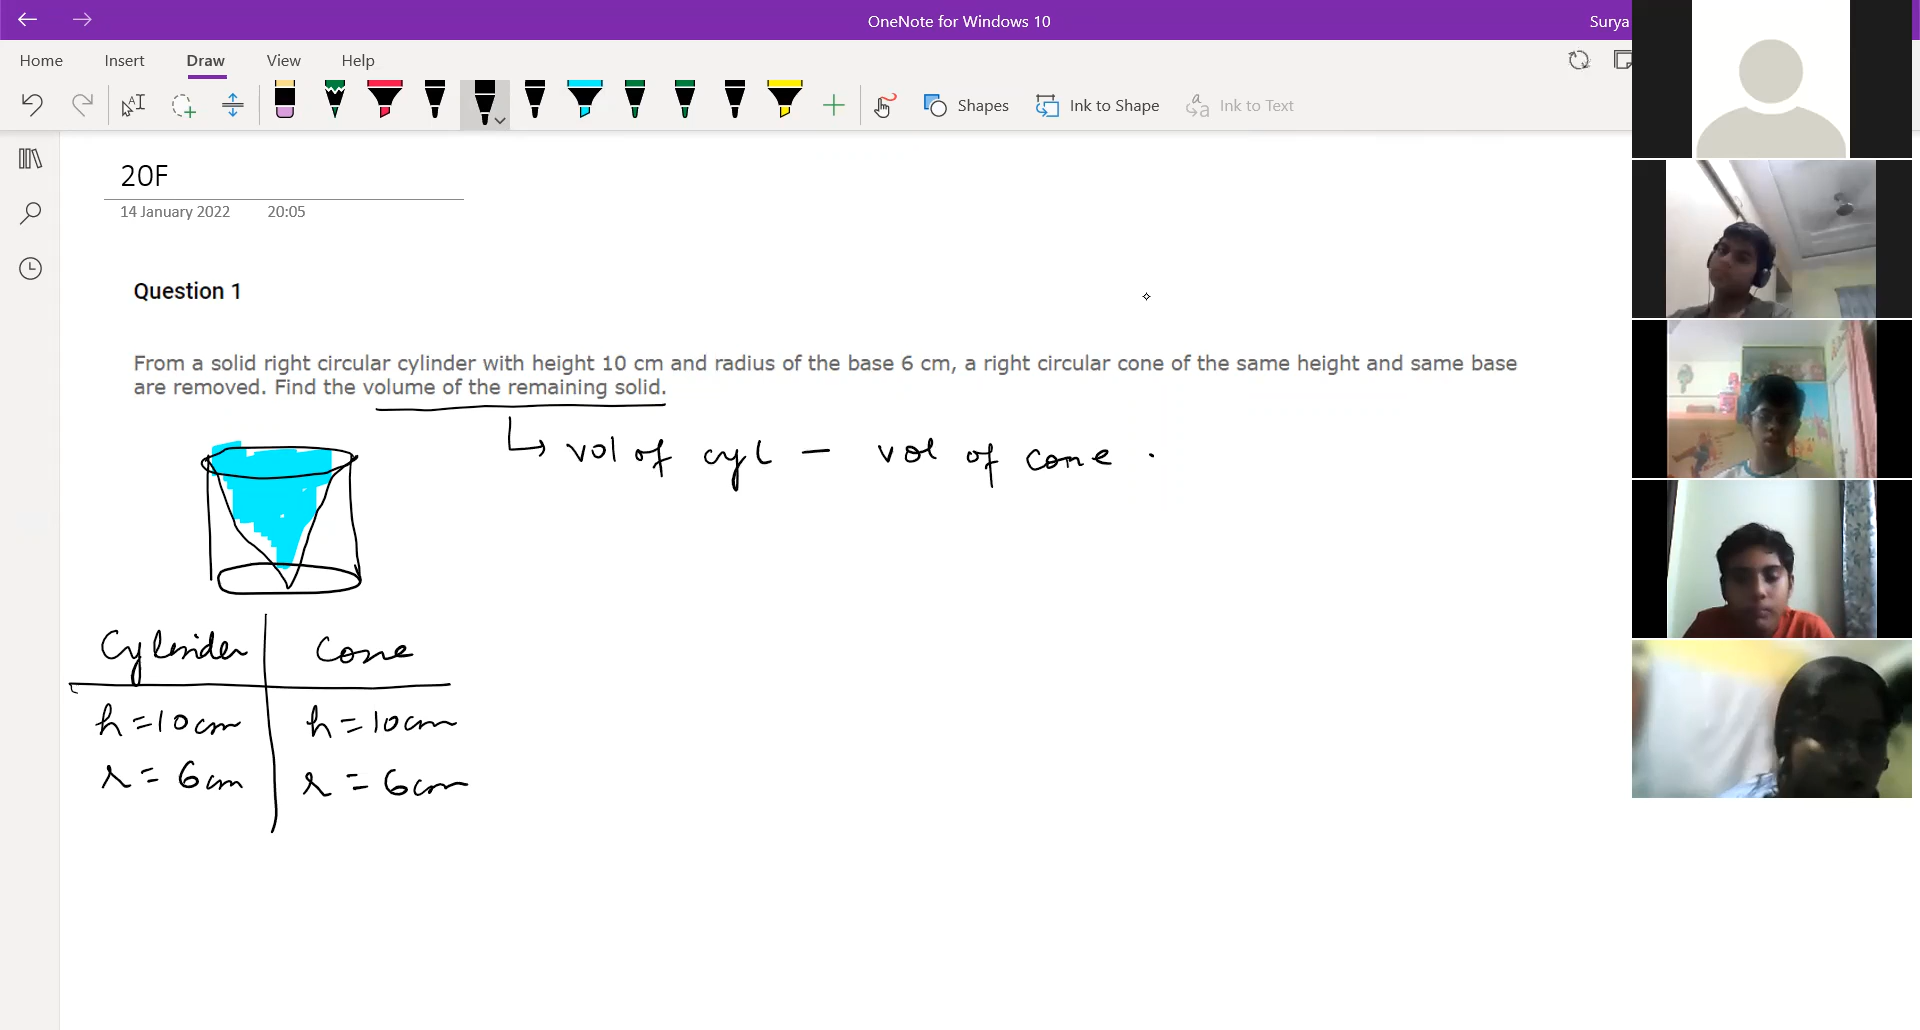 OneNote for Windows 10
Surya
Home Insert Draw View Help
Shapes Ink to Shape Ink to Text
20F
14 January 2022 20:05
Question 1
From a solid right circular cylinder with height 10 cm and radius of the base 6 cm, a right circular cone of the same height and same base
are removed. Find the volume of the remaining solid.
vol of cyl – vol of cone .
Cylinder Cone
h = 10 cm h = 10 cm
r = 6 cm r = 6 cm